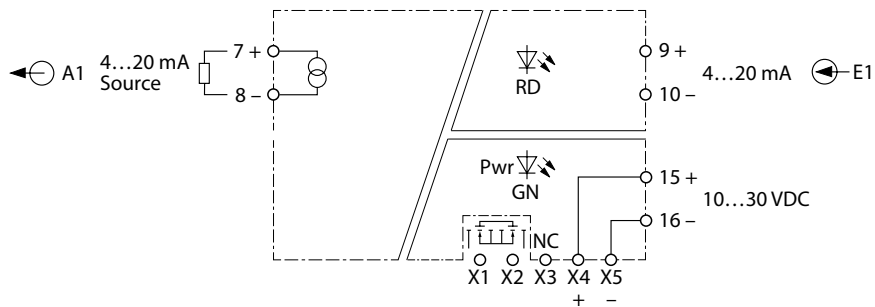 A1
4…20 mA
Source
7 +
8 –
RD
9 +
10 –
4…20 mA
E1
Pwr
GN
15 +
16 –
10…30 VDC
NC
X1 X2 X3 X4 X5
+ –